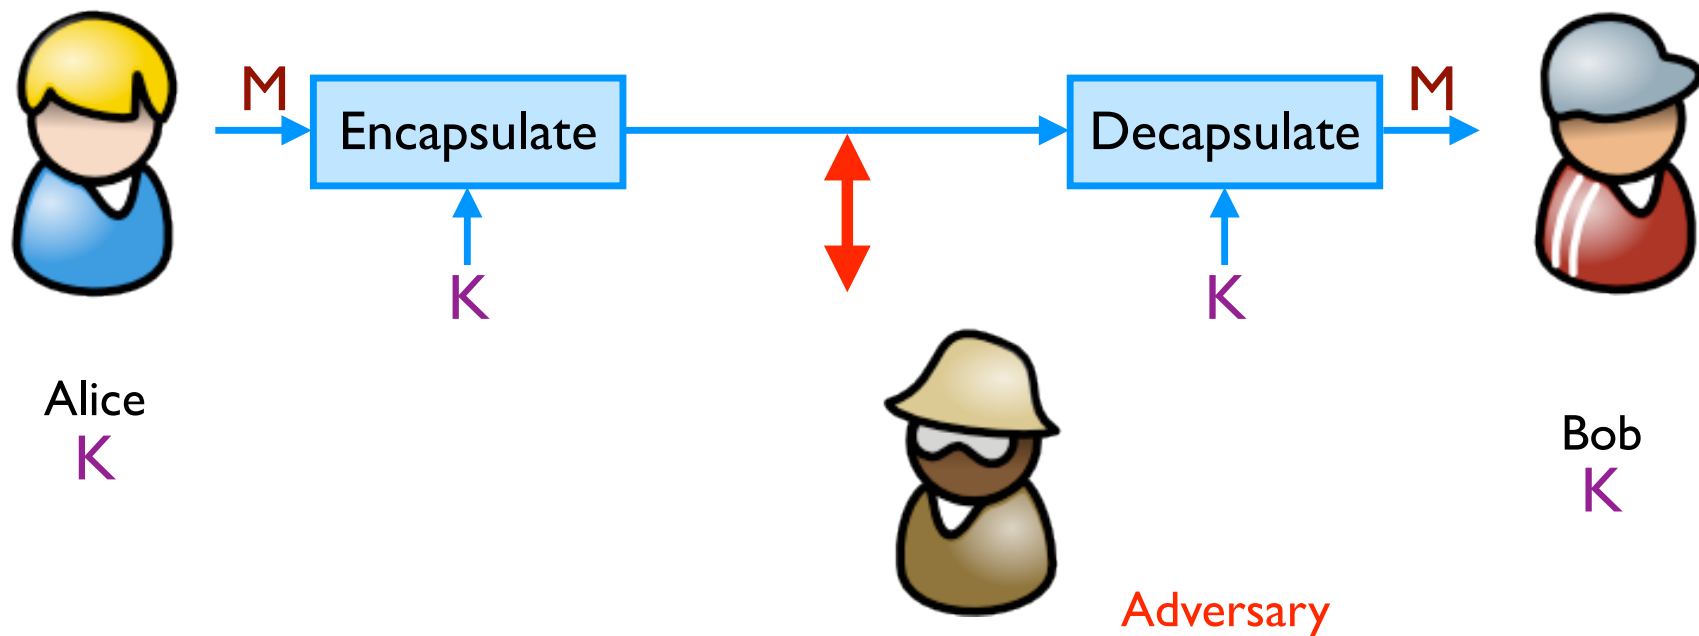 M
Encapsulate
Decapsulate
M
K
K
Alice
K
Bob
K
Adversary